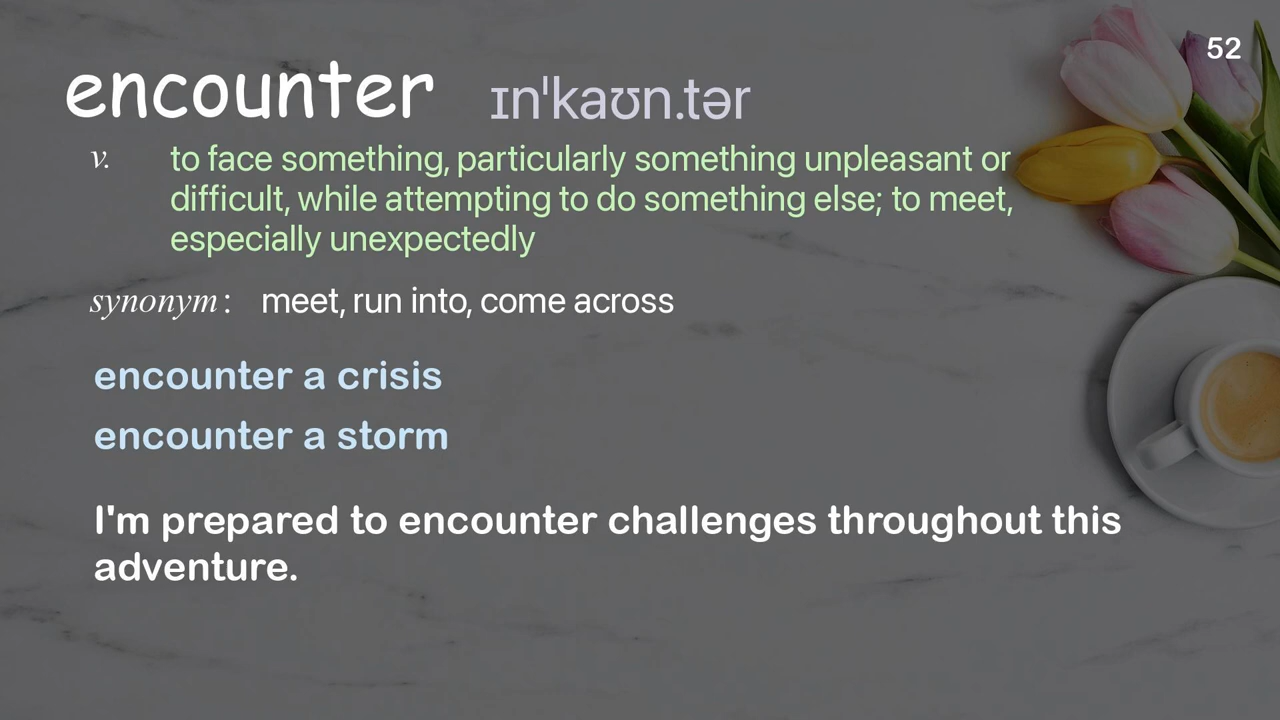 52
encounter ɪnˈkaʊn.tər
v. to face something, particularly something unpleasant or
difficult, while attempting to do something else; to meet,
especially unexpectedly
synonym: meet, run into, come across
encounter a crisis
encounter a storm
I'm prepared to encounter challenges throughout this
adventure.